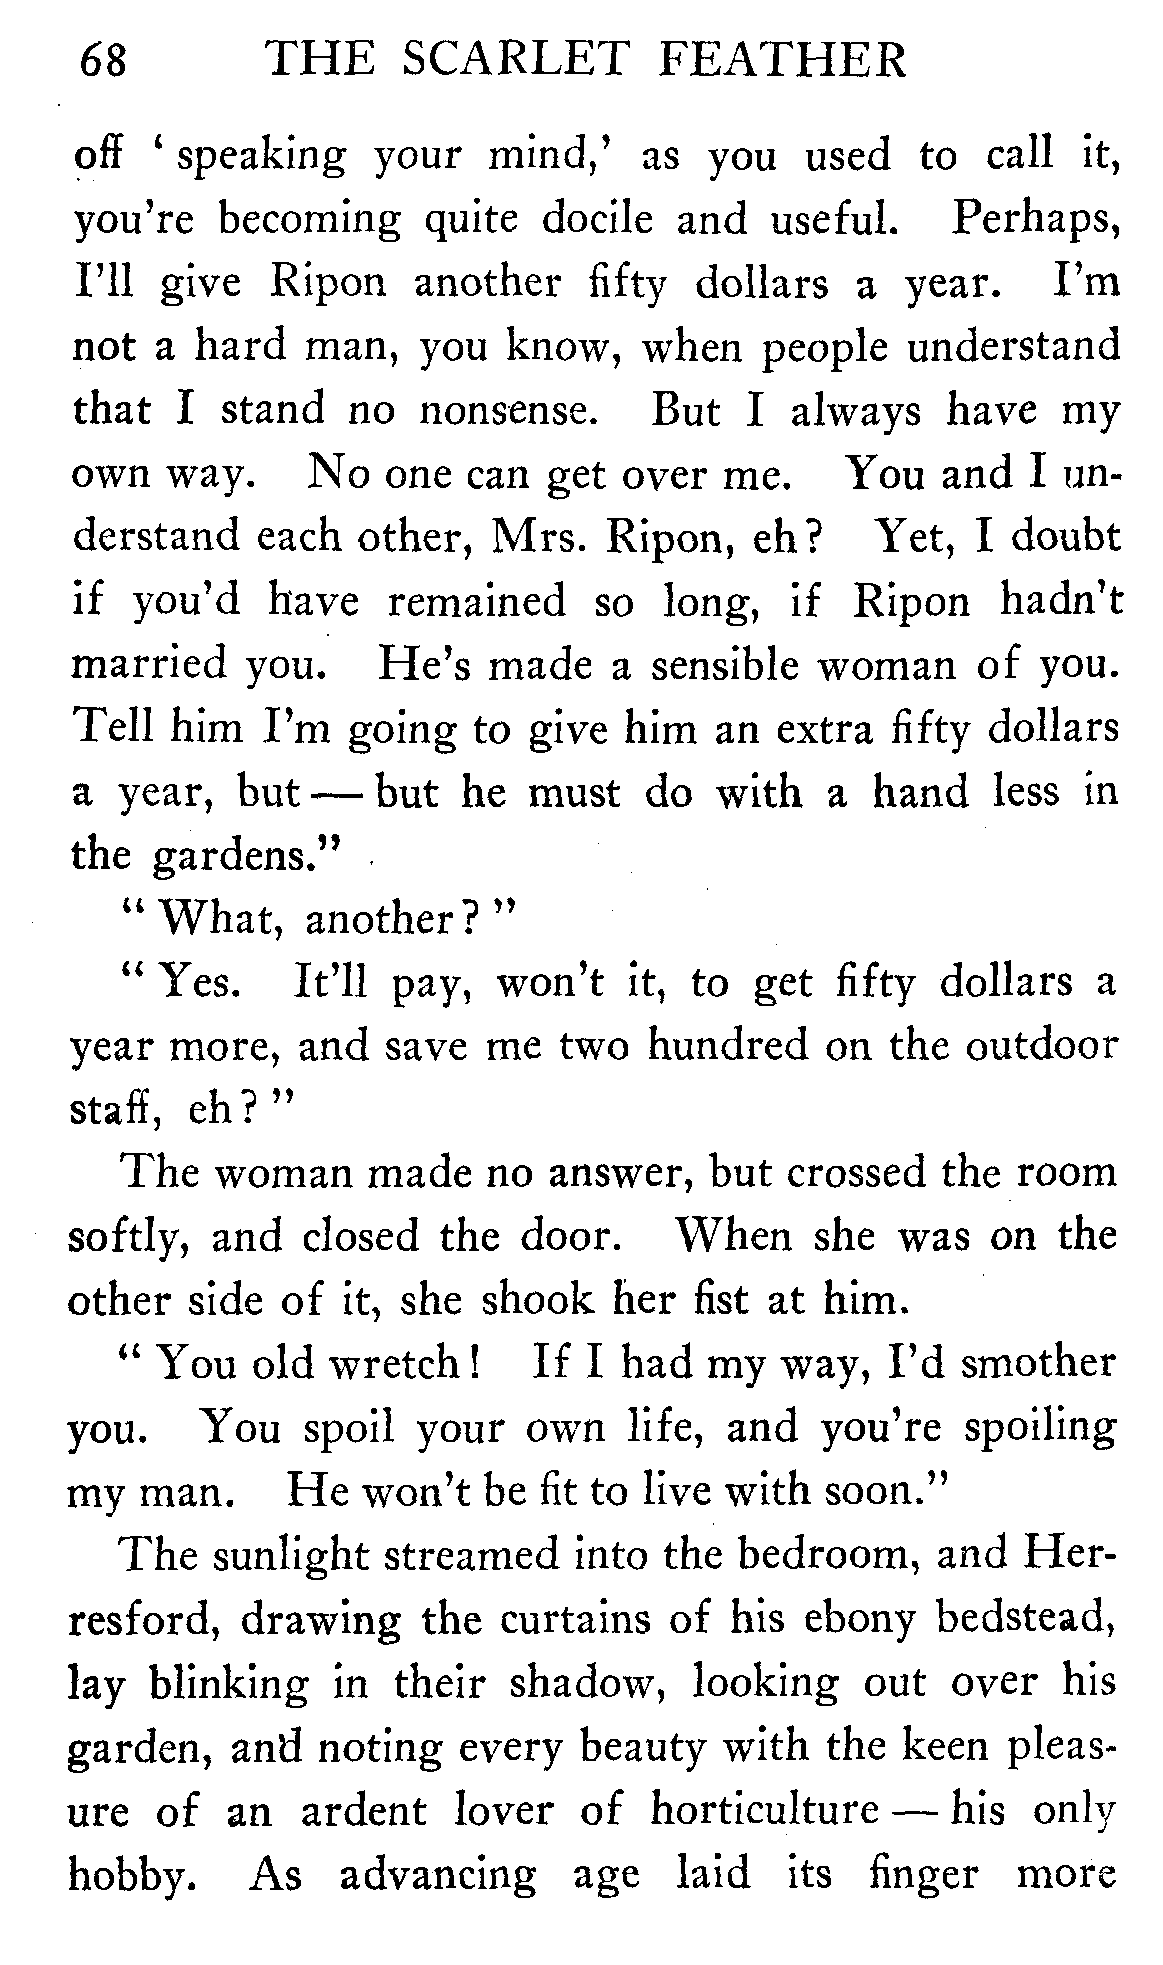 68 THE SCARLET FEATHER
off ‘ speaking your mind,’ as you used to call it,
you’re becoming quite docile and useful. Perhaps,
I’ll give Ripon another fifty dollars a year. I’m
not a hard man, you know, when people understand
that I stand no nonsense. But I always have my
own way. No one can get over me. You and I un-
derstand each other, Mrs. Ripon, eh? Yet, I doubt
if you’d have remained so long, if Ripon hadn’t
married you. He’s made a sensible woman of you.
Tell him I’m going to give him an extra fifty dollars
a year, but — but he must do with a hand less in
the gardens.”
“ What, another? ”
“ Yes. It’ll pay, won’t it, to get fifty dollars a
year more, and save me two hundred on the outdoor
staff, eh? ”
The woman made no answer, but crossed the room
softly, and closed the door. When she was on the
other side of it, she shook her fist at him.
“ You old wretch! If I had my way, I’d smother
you. You spoil your own life, and you’re spoiling
my man. He won’t be fit to live with soon.”
The sunlight streamed into the bedroom, and Her-
resford, drawing the curtains of his ebony bedstead,
lay blinking in their shadow, looking out over his
garden, and noting every beauty with the keen pleas-
ure of an ardent lover of horticulture — his only
hobby. As advancing age laid its finger more